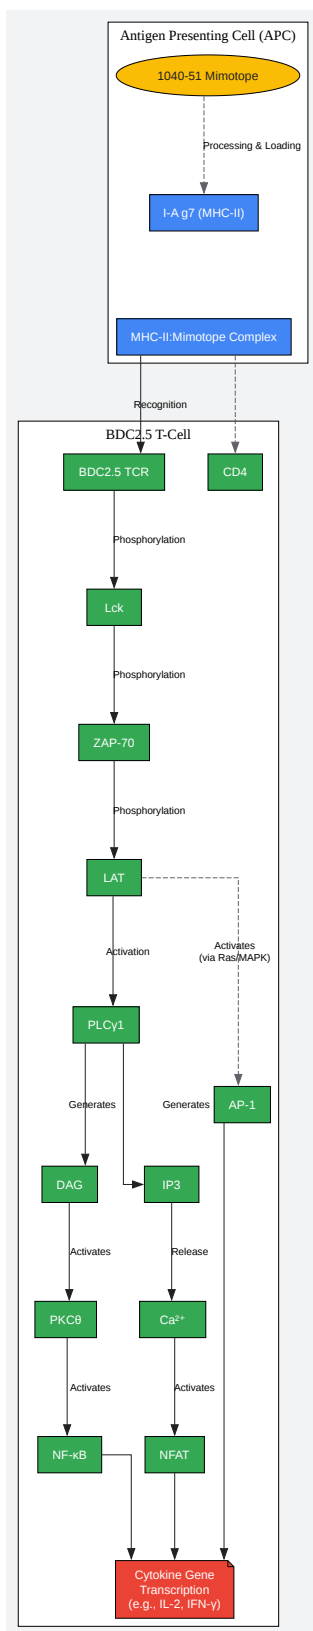 Antigen Presenting Cell (APC)
1040-51 Mimotope
Processing & Loading
I-A g7 (MHC-II)
MHC-II:Mimotope Complex
Recognition
BDC2.5 T-Cell
BDC2.5 TCR
CD4
Phosphorylation
Lck
Phosphorylation
ZAP-70
Phosphorylation
LAT
Activation
Activates
(via Ras/MAPK)
PLCγ1
Generates
Generates
AP-1
DAG
IP3
Activates
Release
PKCθ
Ca²⁺
Activates
Activates
NF-κB
NFAT
Cytokine Gene
Transcription
(e.g., IL-2, IFN-γ)